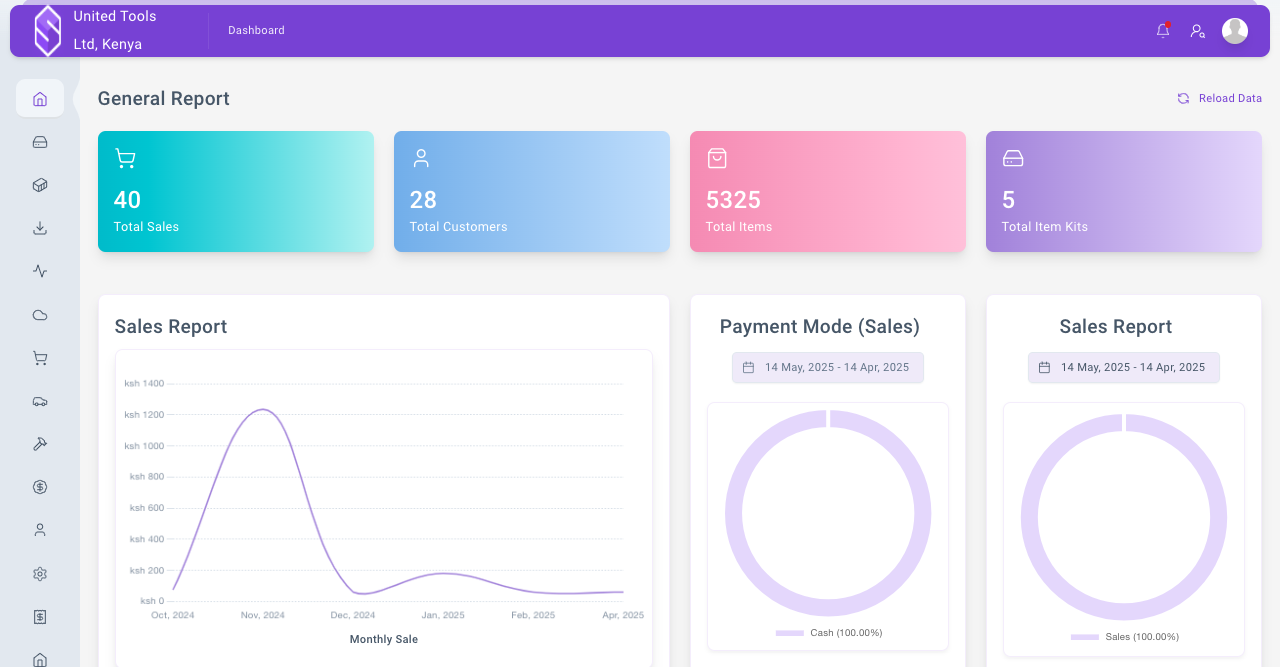 United Tools
Ltd, Kenya
Dashboard
General Report
Reload Data
40
Total Sales
28
Total Customers
5325
Total Items
5
Total Item Kits
Sales Report
ksh 1400
ksh 1200
ksh 1000
ksh 800
ksh 600
ksh 400
ksh 200
ksh 0
Oct, 2024
Nov, 2024
Dec, 2024
Jan, 2025
Feb, 2025
Apr, 2025
Monthly Sale
Payment Mode (Sales)
14 May, 2025 - 14 Apr, 2025
Cash (100.00%)
Sales Report
14 May, 2025 - 14 Apr, 2025
Sales (100.00%)